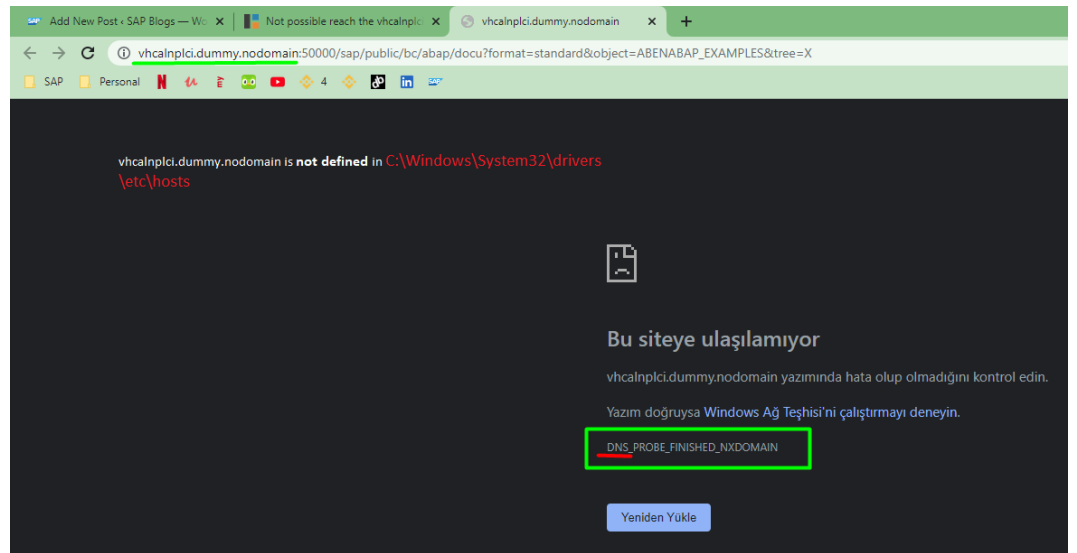 Add New Post ‹ SAP Blogs — Wo
Not possible reach the vhcalnplci
vhcalnplci.dummy.nodomain
vhcalnplci.dummy.nodomain:50000/sap/public/bc/abap/docu?format=standard&object=ABENABAP_EXAMPLES&tree=X
SAP Personal 4 in
vhcalnplci.dummy.nodomain is not defined in C:\Windows\System32\drivers
\etc\hosts
Bu siteye ulaşılamıyor
vhcalnplci.dummy.nodomain yazımında hata olup olmadığını kontrol edin.
Yazım doğruysa Windows Ağ Teşhisi'ni çalıştırmayı deneyin.
DNS_PROBE_FINISHED_NXDOMAIN
Yeniden Yükle